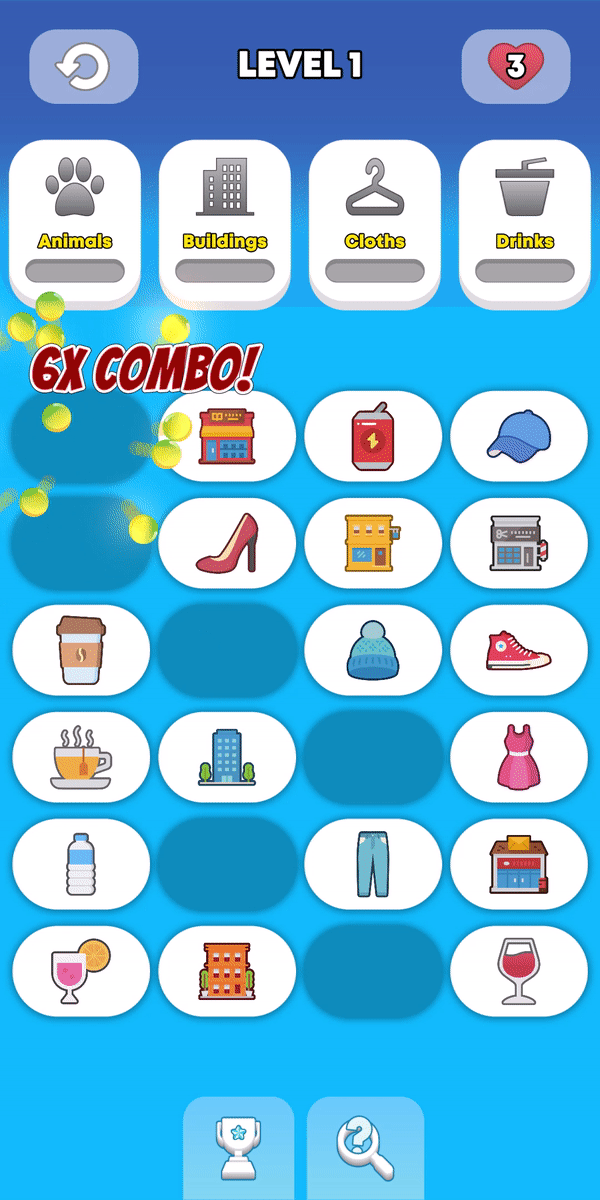 LEVEL 1
3
Animals
Buildings
Cloths
Drinks
6X COMBO!
?